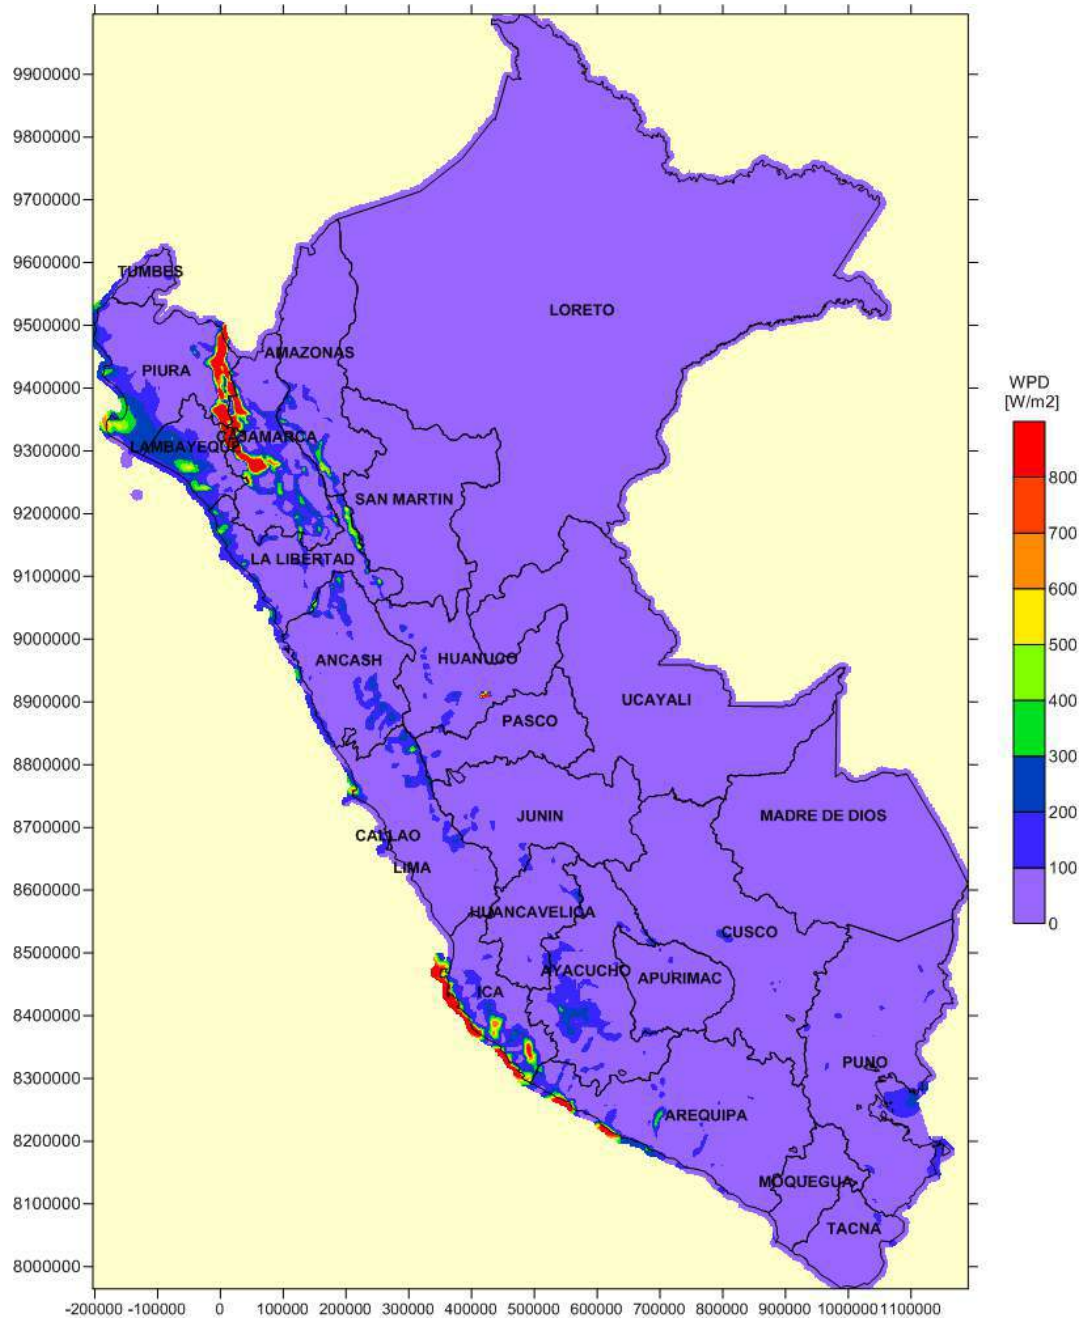 9900000
9800000
9700000
9600000
TUMBES
9500000
LORETO
AMAZONAS
PIURA
9400000
WPD
[W/m2]
CAJAMARCA
LAMBAYEQUE
9300000
800
SAN MARTIN
9200000
700
LA LIBERTAD
9100000
600
9000000
500
ANCASH
HUANUCO
UCAYALI
8900000
400
PASCO
8800000
300
JUNIN
MADRE DE DIOS
200
8700000
CALLAO
LIMA
100
8600000
HUANCAVELICA
0
CUSCO
8500000
AYACUCHO
APURIMAC
ICA
8400000
PUNO
8300000
AREQUIPA
8200000
MOQUEGUA
8100000
TACNA
8000000
-200000 -100000 0 100000 200000 300000 400000 500000 600000 700000 800000 900000 1000000 1100000